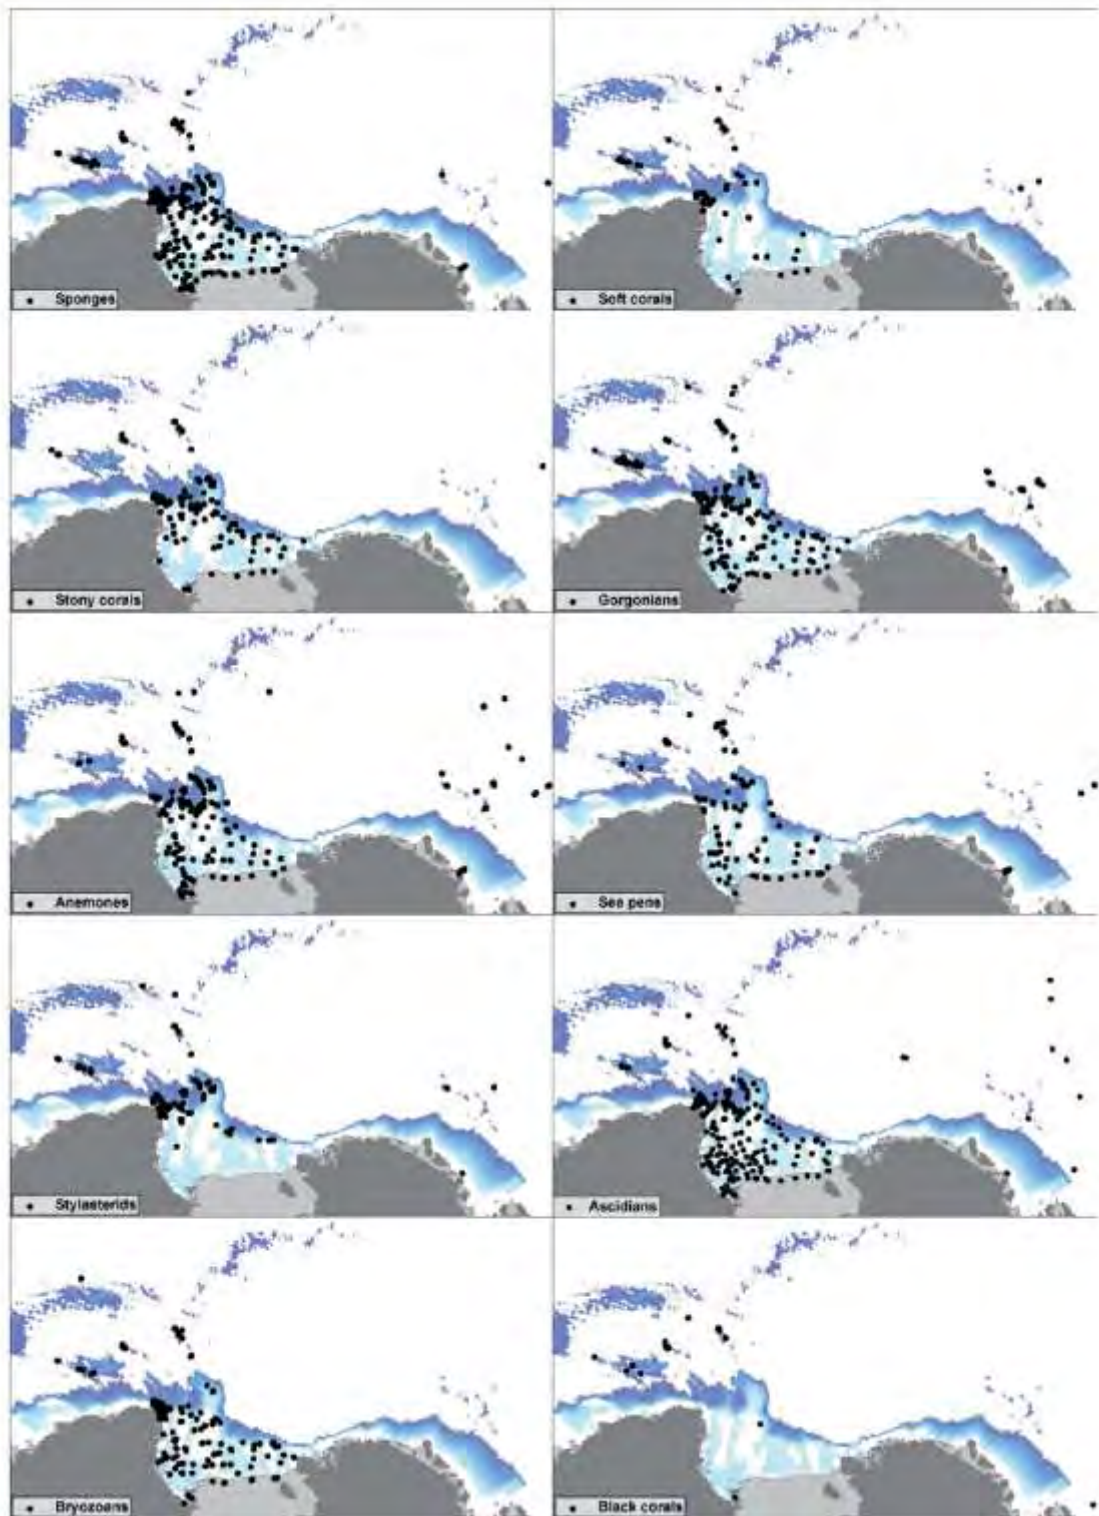 Sponges
Soft corals
Stony corals
Gorgonians
Anemones
Sea pens
Stylasterids
Ascidians
Bryozoans
Black corals